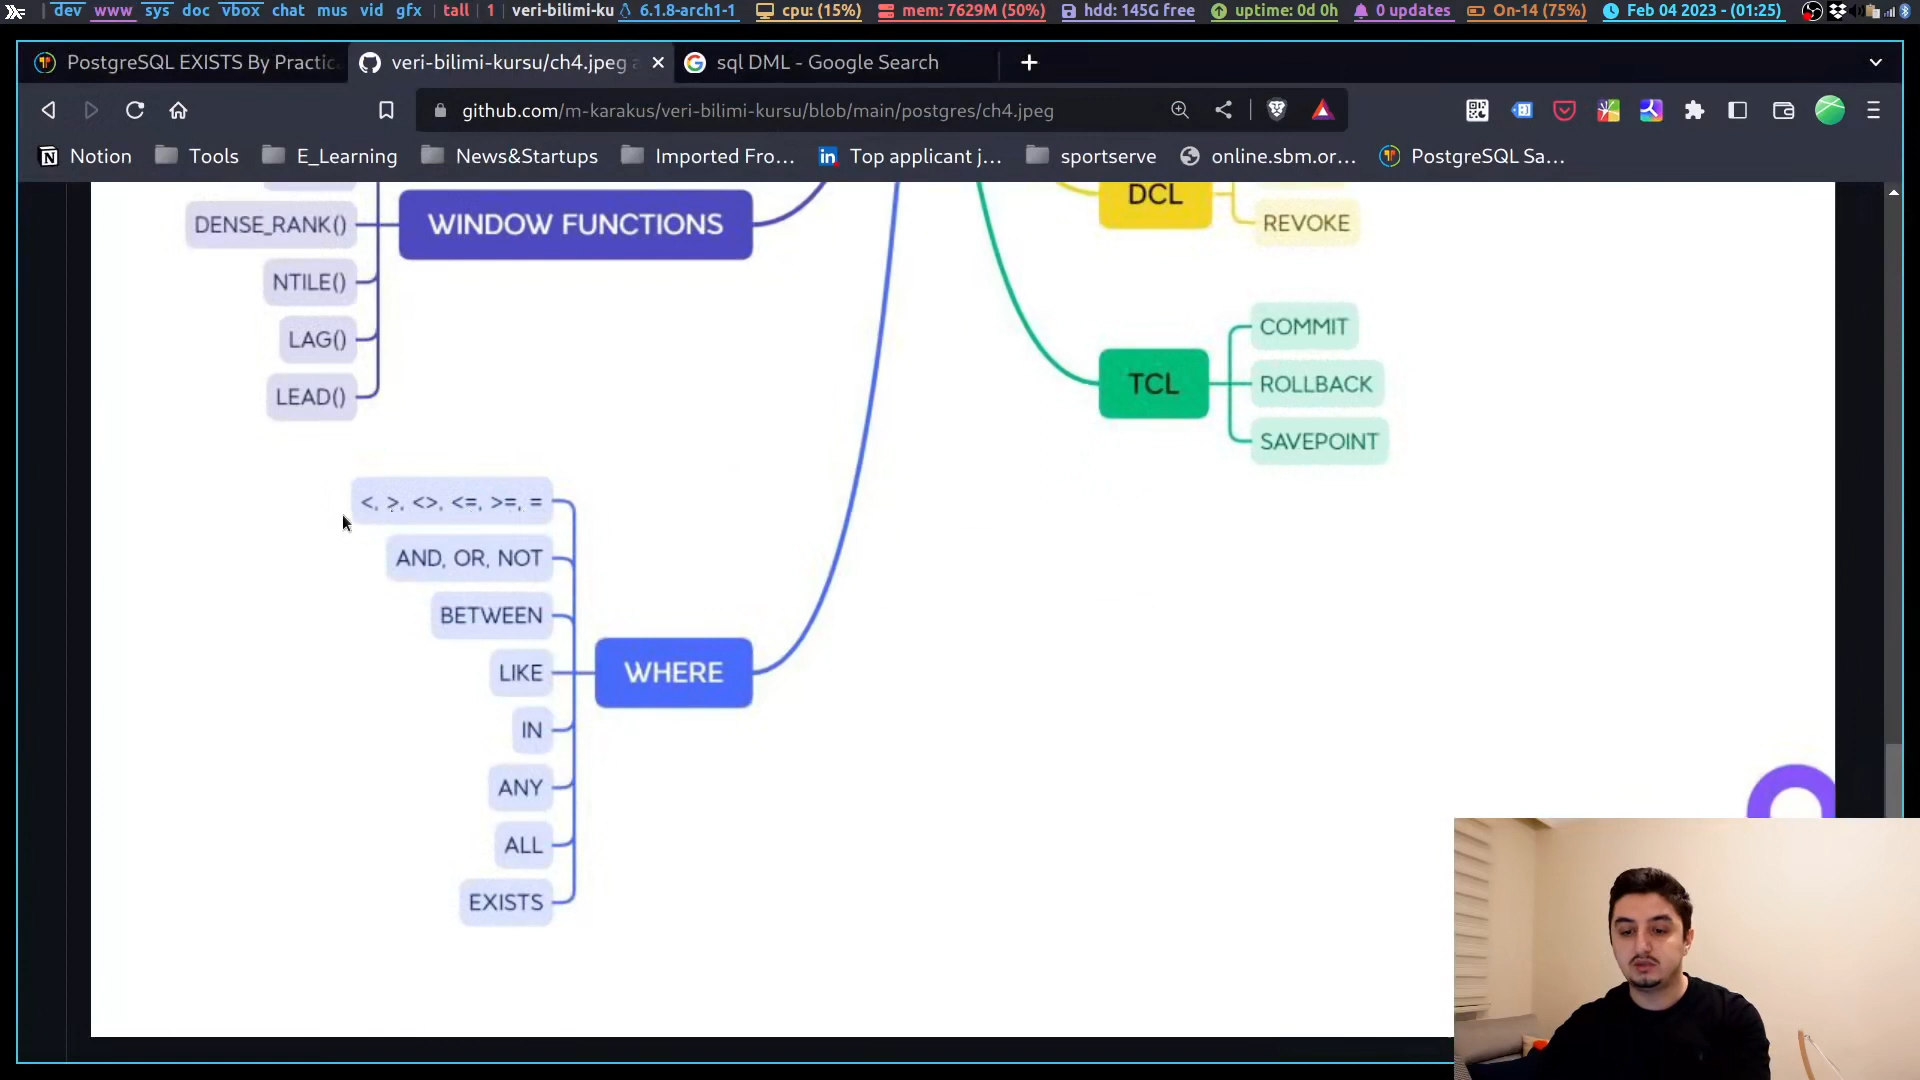 dev www sys doc vbox chat mus vid gfx | tall | 1 | veri-bilimi-ku 6.1.8-arch1-1 cpu: (15%) mem: 7629M (50%) hdd: 145G free uptime: 0d 0h 0 updates On-14 (75%) Feb 04 2023 - (01:25)
PostgreSQL EXISTS By Practic
veri-bilimi-kursu/ch4.jpeg
sql DML - Google Search
github.com/m-karakus/veri-bilimi-kursu/blob/main/postgres/ch4.jpeg
Notion
Tools
E_Learning
News&Startups
Imported Fro...
Top applicant j...
sportserve
online.sbm.or...
PostgreSQL Sa...
DENSE_RANK()
WINDOW FUNCTIONS
NTILE()
LAG()
LEAD()
DCL
REVOKE
TCL
COMMIT
ROLLBACK
SAVEPOINT
<, >, <>, <=, >=, =
AND, OR, NOT
BETWEEN
LIKE
WHERE
IN
ANY
ALL
EXISTS